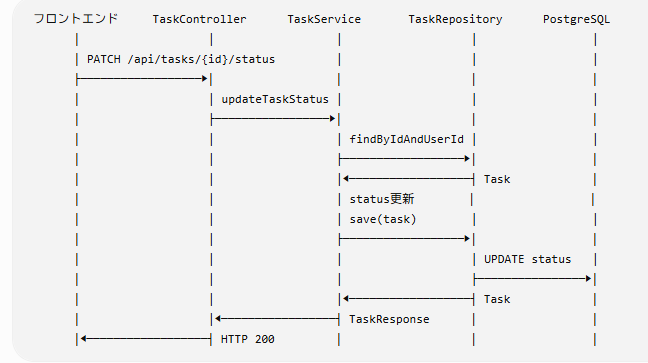 フロントエンド TaskController TaskService TaskRepository PostgreSQL
PATCH /api/tasks/{id}/status
updateTaskStatus
findByIdAndUserId
Task
status更新
save(task)
UPDATE status
Task
TaskResponse
HTTP 200